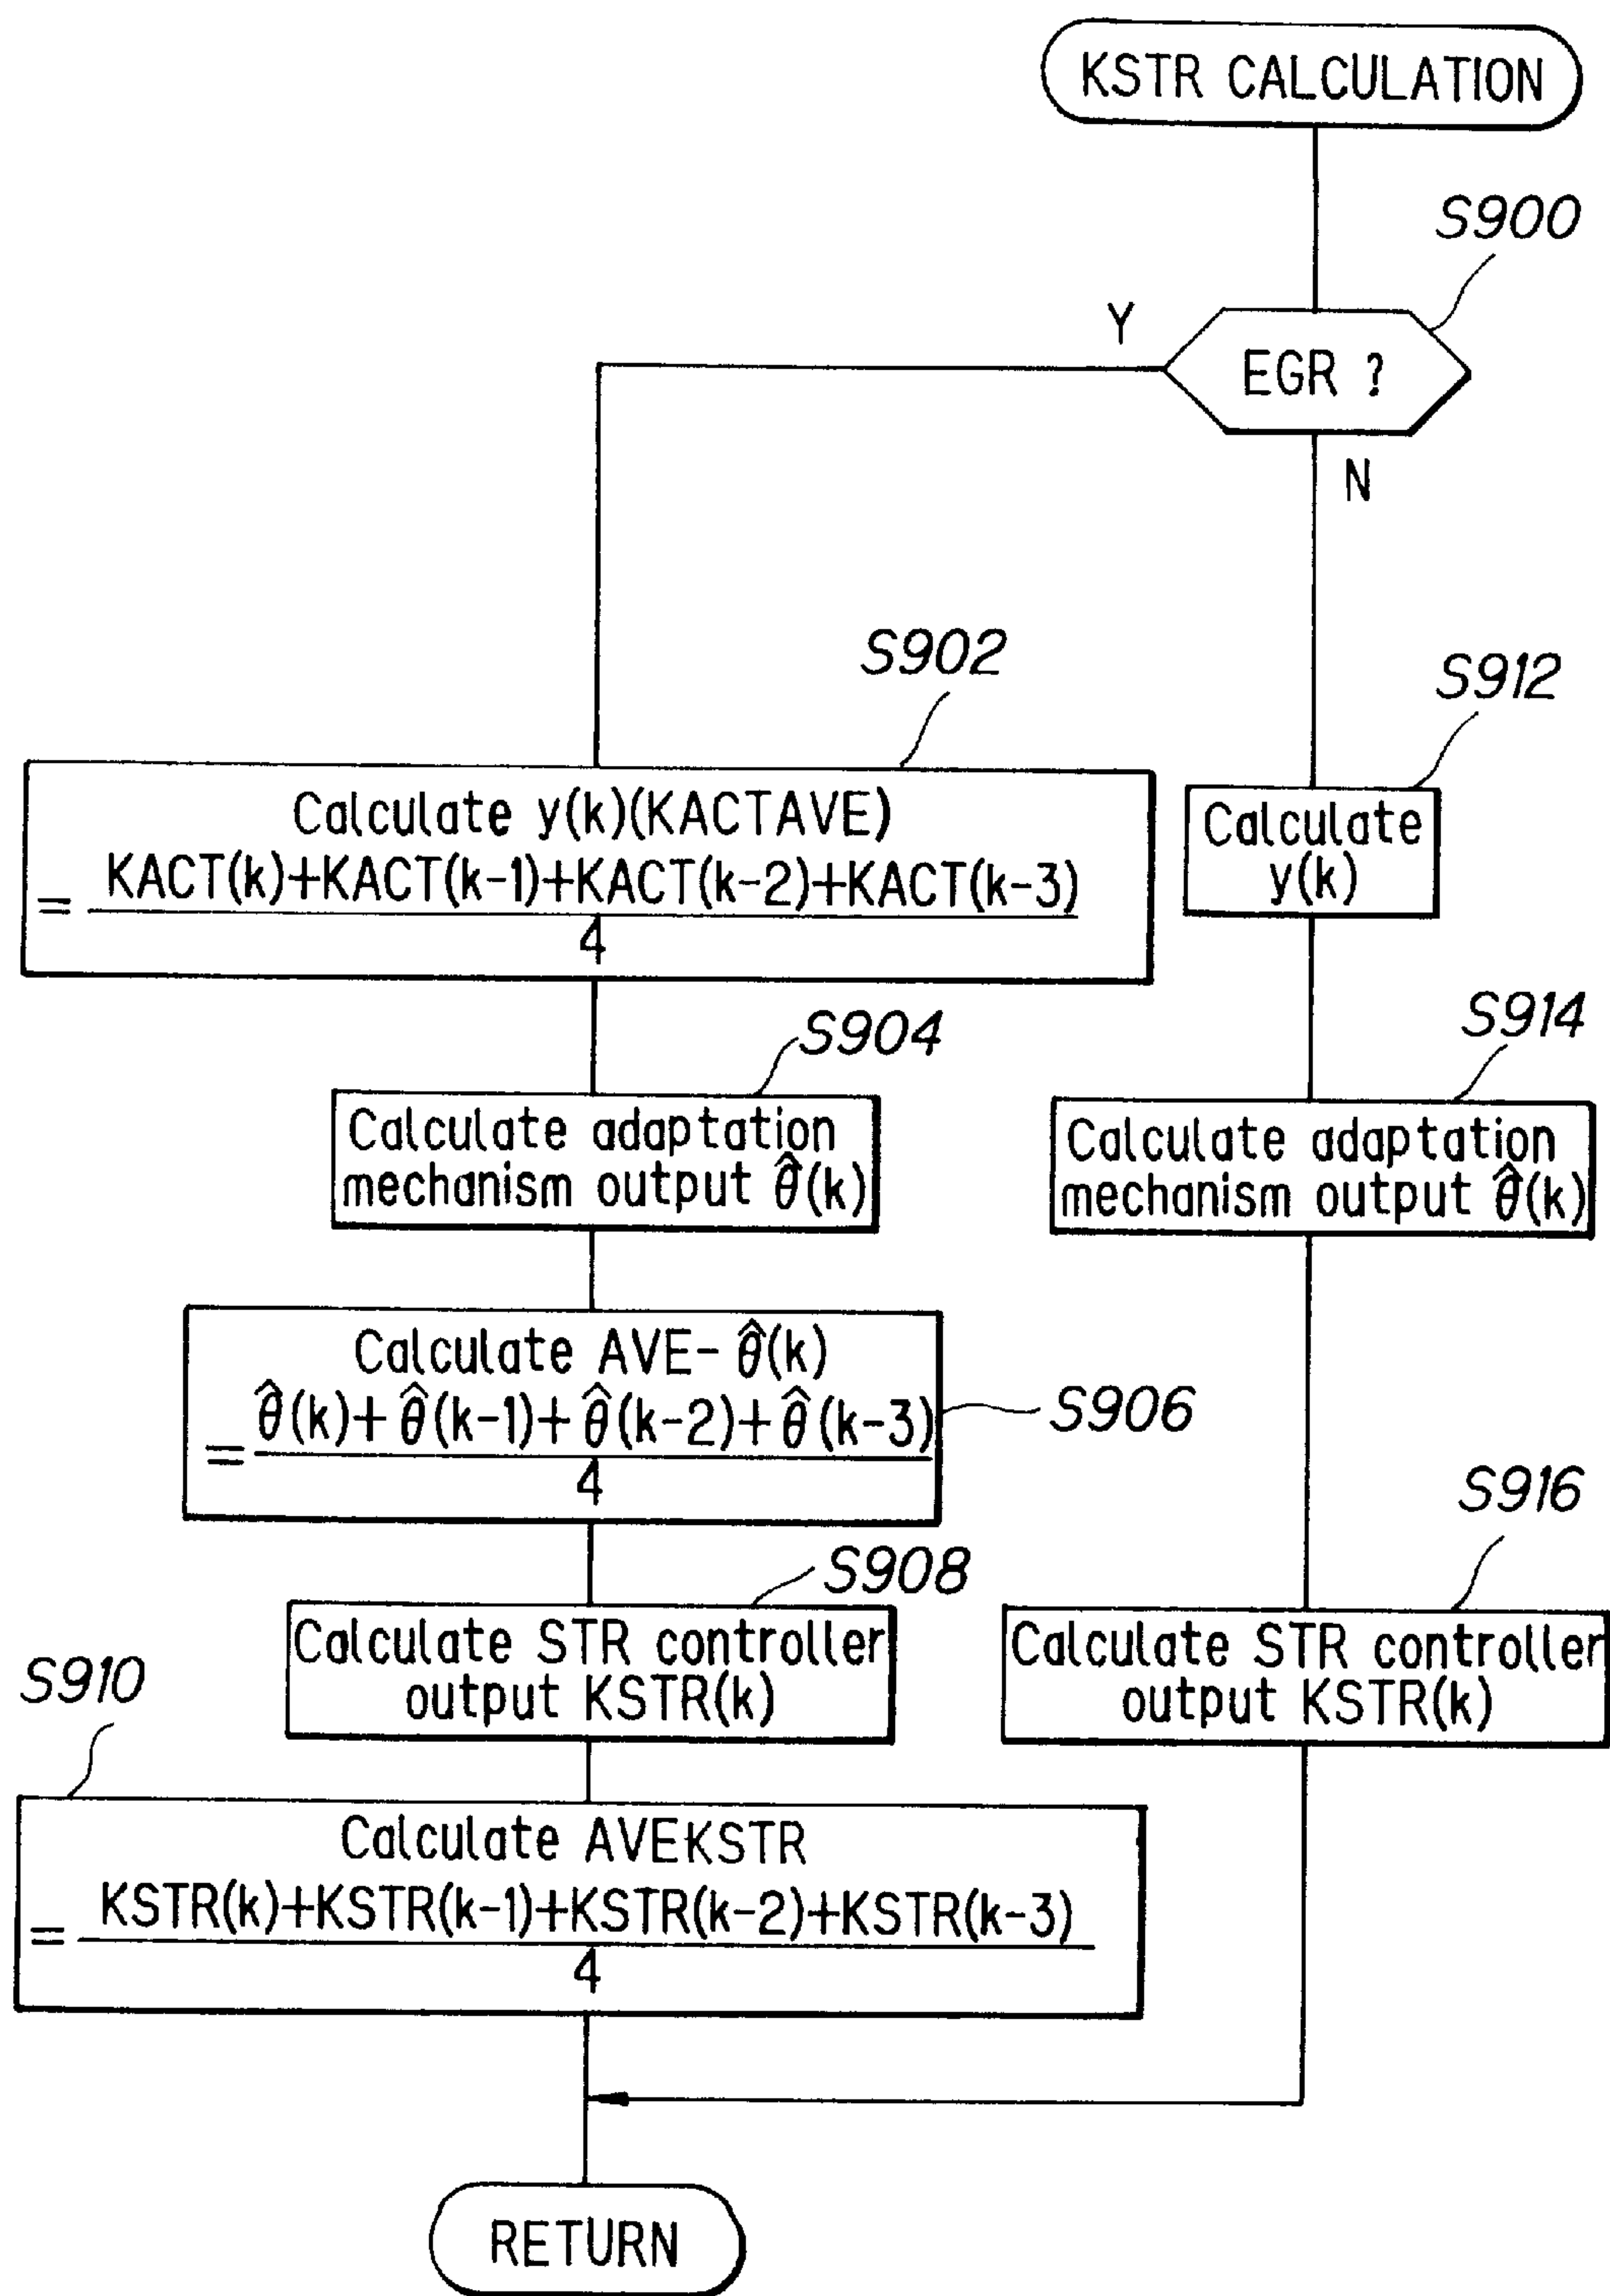 KSTR CALCULATION
S900
Y
EGR ?
N
S902
Calculate y(k)(KACTAVE)
= KACT(k)+KACT(k-1)+KACT(k-2)+KACT(k-3)
4
S904
Calculate adaptation
mechanism output θ̂(k)
Calculate AVE- θ̂(k)
= θ̂(k)+θ̂(k-1)+θ̂(k-2)+θ̂(k-3)
4
S906
S908
Calculate STR controller
output KSTR(k)
S910
Calculate AVEKSTR
= KSTR(k)+KSTR(k-1)+KSTR(k-2)+KSTR(k-3)
4
S912
Calculate
y(k)
S914
Calculate adaptation
mechanism output θ̂(k)
S916
Calculate STR controller
output KSTR(k)
RETURN